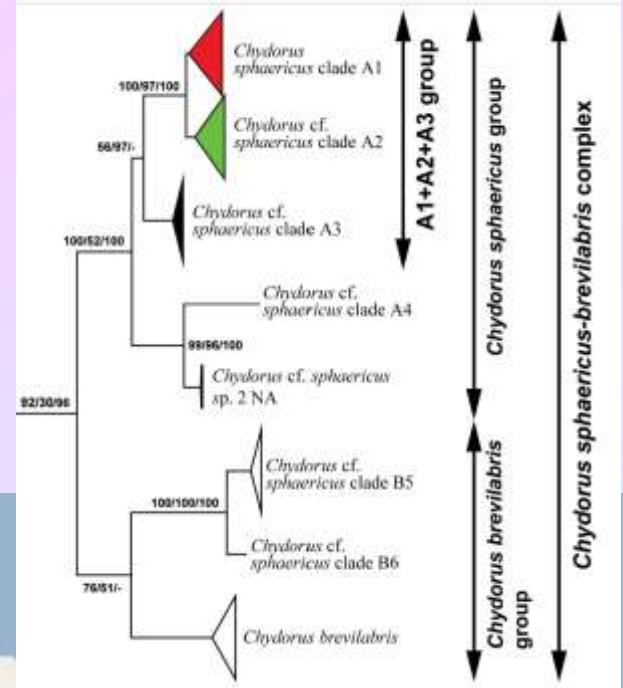 Chydorus
sphaericus clade A1
100/97/100
Chydorus cf.
sphaericus clade A2
56/97/-
Chydorus cf.
sphaericus clade A3
100/52/100
Chydorus cf.
sphaericus clade A4
99/96/100
Chydorus cf. sphaericus
sp. 2 NA
92/30/96
Chydorus cf.
sphaericus clade B5
100/100/100
Chydorus cf.
sphaericus clade B6
76/51/-
Chydorus brevilabris
A1+A2+A3 group
Chydorus sphaericus group
Chydorus brevilabris
group
Chydorus sphaericus-brevilabris complex